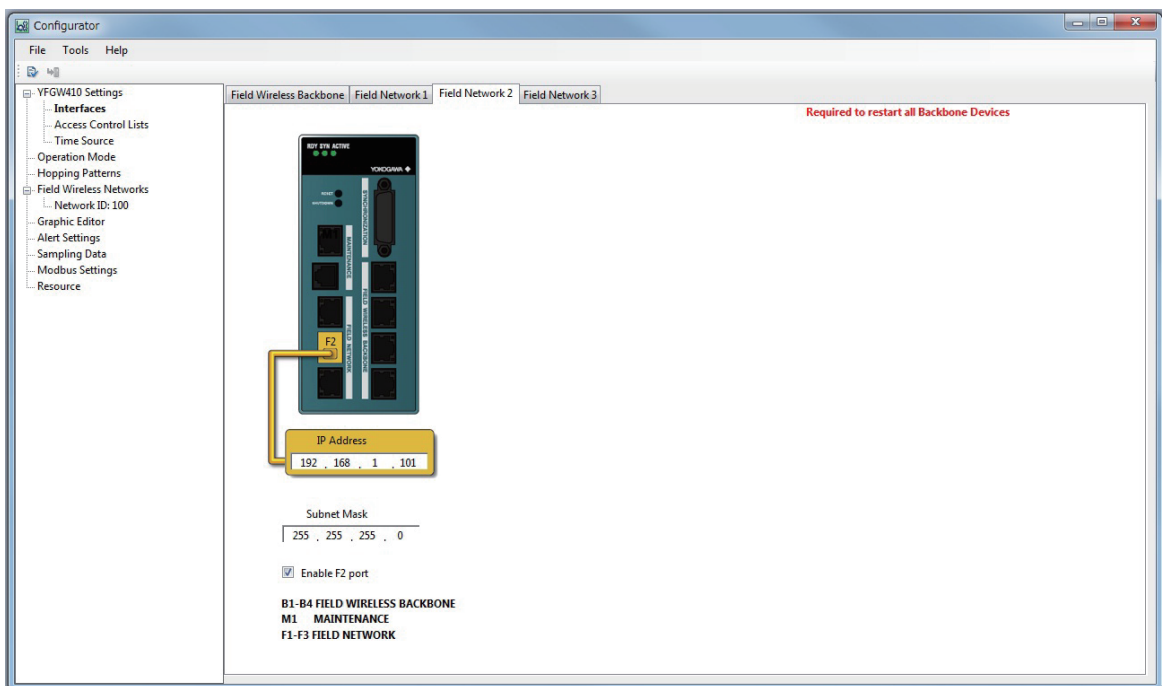 Configurator
File Tools Help
YFGW410 Settings
Interfaces
Access Control Lists
Time Source
Operation Mode
Hopping Patterns
Field Wireless Networks
Network ID: 100
Graphic Editor
Alert Settings
Sampling Data
Modbus Settings
Resource
Field Wireless Backbone Field Network 1 Field Network 2 Field Network 3
Required to restart all Backbone Devices
RDY SYN ACTIVE
YOKOGAWA
RESET
SYNCHRONIZATION
MAINTENANCE
FIELD NETWORK
FIELD WIRELESS BACKBONE
F2
IP Address
192 . 168 . 1 . 101
Subnet Mask
255 . 255 . 255 . 0
Enable F2 port
B1-B4 FIELD WIRELESS BACKBONE
M1 MAINTENANCE
F1-F3 FIELD NETWORK